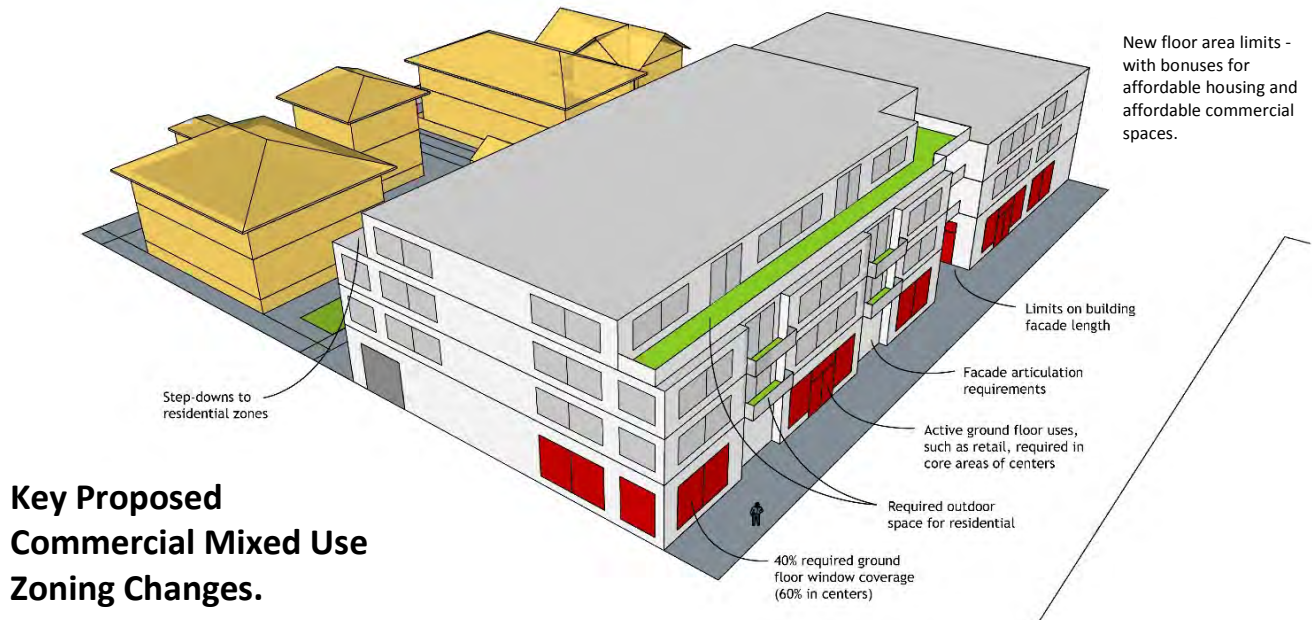 New floor area limits -
with bonuses for
affordable housing and
affordable commercial
spaces.
Limits on building
facade length
Facade articulation
requirements
Step-downs to
residential zones
Active ground floor uses,
such as retail, required in
core areas of centers
Required outdoor
space for residential
40% required ground
floor window coverage
(60% in centers)
Key Proposed
Commercial Mixed Use
Zoning Changes.